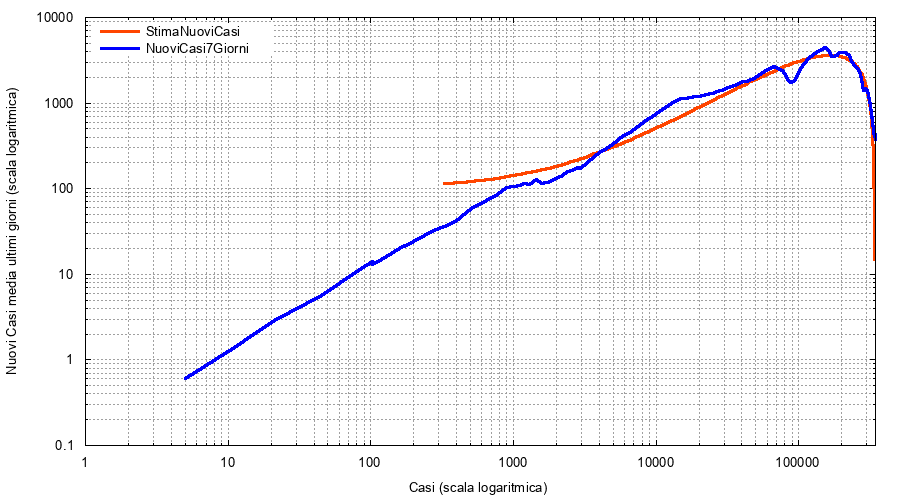 10000
1000
100
10
1
0.1
Nuovi Casi media ultimi giorni (scala logaritmica)
StimaNuoviCasi
NuoviCasi7Giorni
1 10 100 1000 10000 100000
Casi (scala logaritmica)